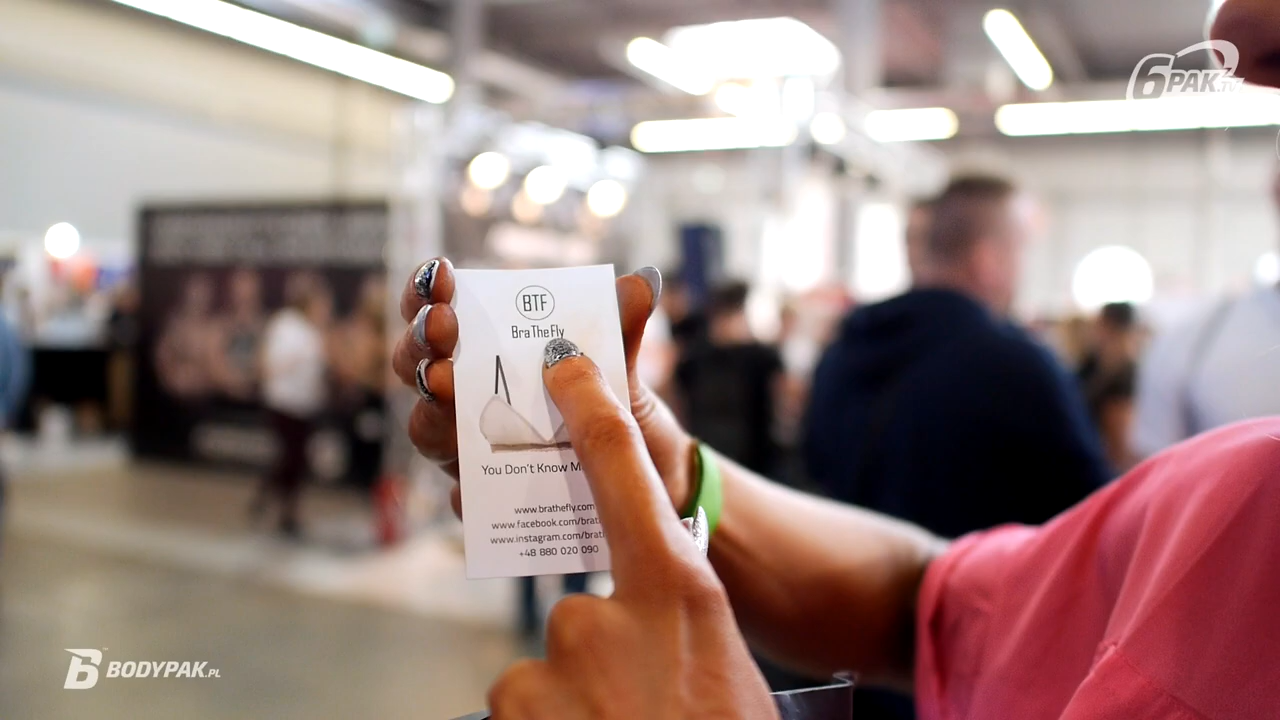 6PAK.TV
BTF
Bra The Fly
You Don't Know
www.brathefly.com
www.facebook.com/brat
www.instagram.com/brat
+48 880 020 090
BODYPAK.PL